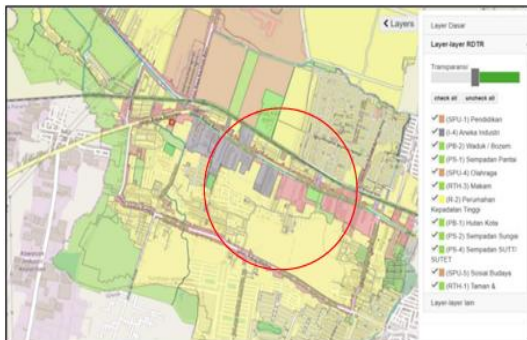 Layers
Layer Dasar
Layer-layer RDTR
Transparansi
check all uncheck all
(SPU-1) Pendidikan
(I-4) Aneka Industri
(PB-2) Waduk / Bozem
(PS-1) Sempadan Pantai
(SPU-4) Olahraga
(RTH-3) Makam
(R-2) Perumahan
Kepadatan Tinggi
(PB-1) Hutan Kota
(PS-2) Sempadan Sungai
(PS-4) Sempadan SUTT/
SUTET
(SPU-5) Sosial Budaya
(RTH-1) Taman &
Layer-layer lain